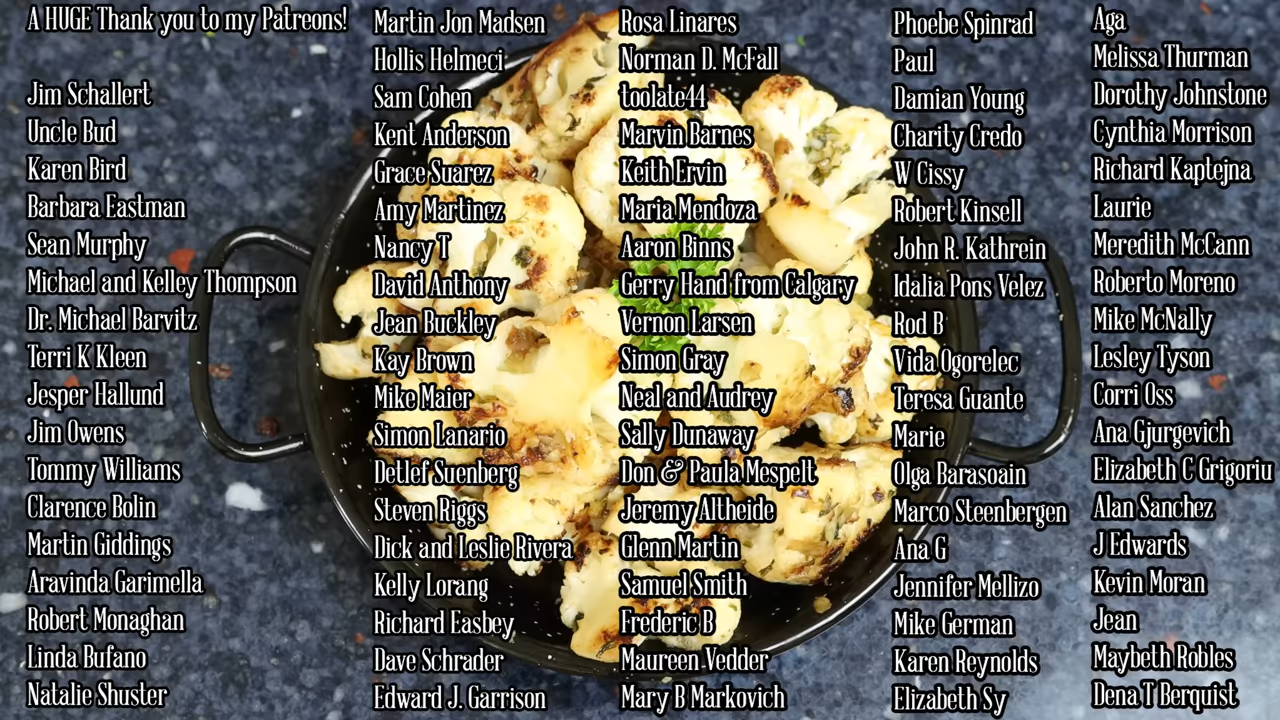 A HUGE Thank you to my Patreons!
Jim Schallert
Uncle Bud
Karen Bird
Barbara Eastman
Sean Murphy
Michael and Kelley Thompson
Dr. Michael Barvitz
Terri K Kleen
Jesper Hallund
Jim Owens
Tommy Williams
Clarence Bolin
Martin Giddings
Aravinda Garimella
Robert Monaghan
Linda Bufano
Natalie Shuster
Martin Jon Madsen
Hollis Helmeci
Sam Cohen
Kent Anderson
Grace Suarez
Amy Martinez
Nancy T
David Anthony
Jean Buckley
Kay Brown
Mike Maier
Simon Lanario
Detlef Suenberg
Steven Riggs
Dick and Leslie Rivera
Kelly Lorang
Richard Easbey
Dave Schrader
Edward J. Garrison
Rosa Linares
Norman D. McFall
toolate44
Marvin Barnes
Keith Ervin
Maria Mendoza
Aaron Binns
Gerry Hand from Calgary
Vernon Larsen
Simon Gray
Neal and Audrey
Sally Dunaway
Don & Paula Mespelt
Jeremy Altheide
Glenn Martin
Samuel Smith
Frederic B
Maureen Vedder
Mary B Markovich
Phoebe Spinrad
Paul
Damian Young
Charity Credo
W Cissy
Robert Kinsell
John R. Kathrein
Idalia Pons Velez
Rod B
Vida Ogorelec
Teresa Guante
Marie
Olga Barasoain
Marco Steenbergen
Ana G
Jennifer Mellizo
Mike German
Karen Reynolds
Elizabeth Sy
Aga
Melissa Thurman
Dorothy Johnstone
Cynthia Morrison
Richard Kaptejna
Laurie
Meredith McCann
Roberto Moreno
Mike McNally
Lesley Tyson
Corri Oss
Ana Gjurgevich
Elizabeth C Grigoriu
Alan Sanchez
J Edwards
Kevin Moran
Jean
Maybeth Robles
Dena T Berquist